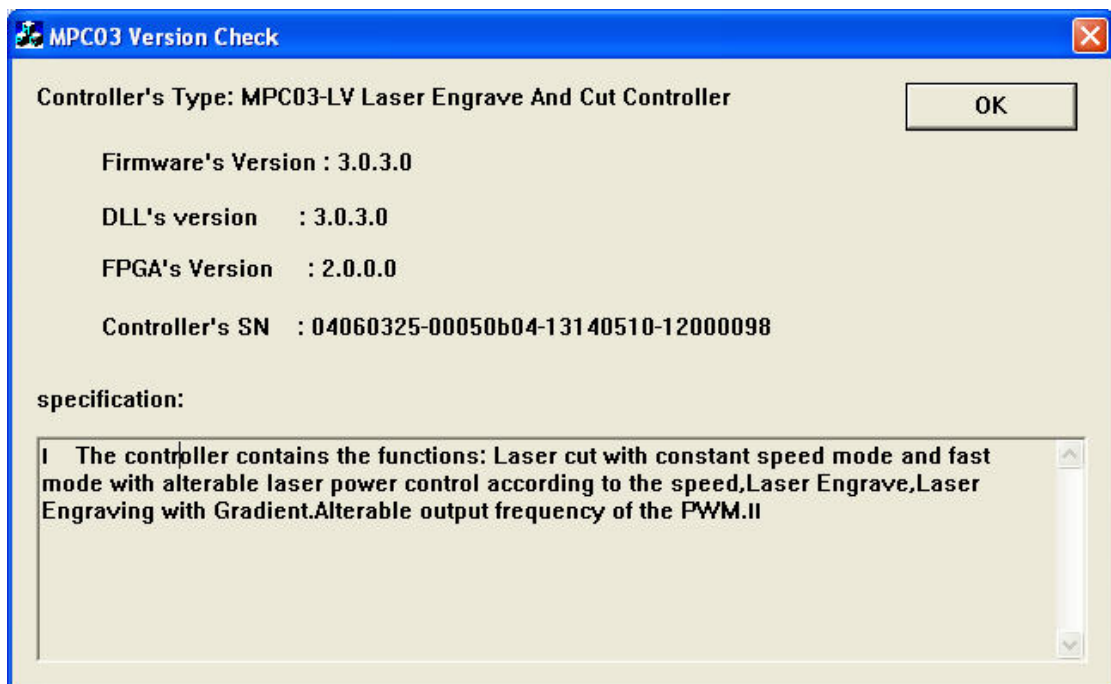 MPC03 Version Check
Controller's Type: MPC03-LV Laser Engrave And Cut Controller
OK
Firmware's Version : 3.0.3.0
DLL's version : 3.0.3.0
FPGA's Version : 2.0.0.0
Controller's SN : 04060325-00050b04-13140510-12000098
specification:
I The controller contains the functions: Laser cut with constant speed mode and fast
mode with alterable laser power control according to the speed,Laser Engrave,Laser
Engraving with Gradient.Alterable output frequency of the PWM.II